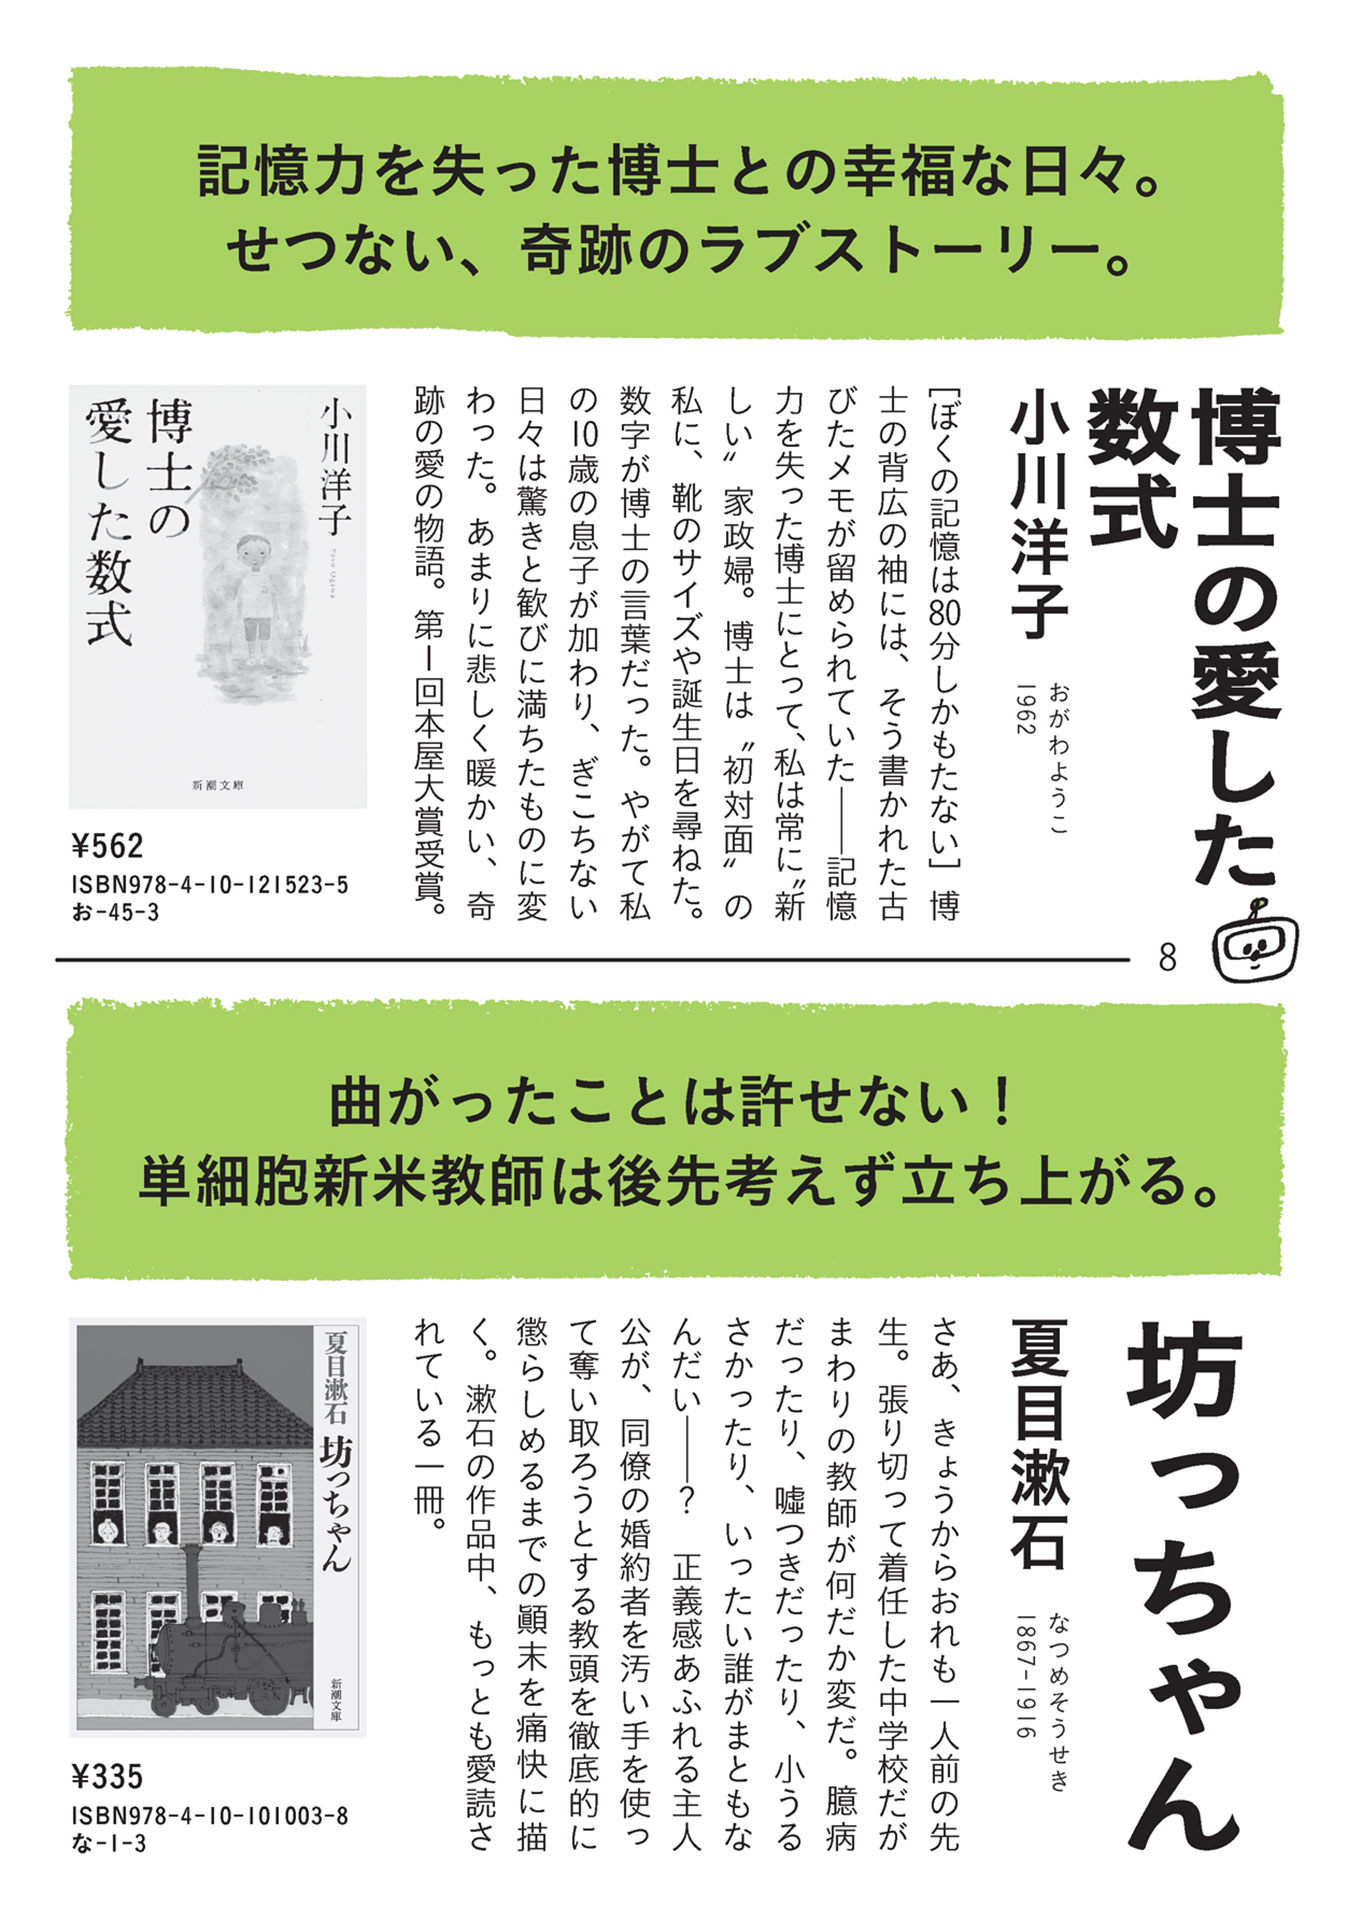 記憶力を失った博士との幸福な日々。
せつない、奇跡のラブストーリー。
博士の愛した
数式
小川洋子
おがわようこ
1962
[ぼくの記憶は80分しかもたない]博
士の背広の袖には、そう書かれた古
びたメモが留められていた――記憶
力を失った博士にとって、私は常に〝新
しい〟家政婦。博士は〝初対面〟の
私に、靴のサイズや誕生日を尋ねた。
数字が博士の言葉だった。やがて私
の10歳の息子が加わり、ぎこちない
日々は驚きと歓びに満ちたものに変
わった。あまりに悲しく暖かい、奇
跡の愛の物語。第一回本屋大賞受賞。
小川洋子
Yoko Ogawa
博士の
愛した数式
新潮文庫
¥562
ISBN978-4-10-121523-5
お-45-3
8
曲がったことは許せない！
単細胞新米教師は後先考えず立ち上がる。
坊っちゃん
夏目漱石
なつめそうせき
1867-1916
さあ、きょうからおれも一人前の先
生。張り切って着任した中学校だが
まわりの教師が何だか変だ。臆病
だったり、嘘つきだったり、小うる
さかったり、いったい誰がまともな
んだい――？　正義感あふれる主人
公が、同僚の婚約者を汚い手を使っ
て奪い取ろうとする教頭を徹底的に
懲らしめるまでの顚末を痛快に描
く。漱石の作品中、もっとも愛読さ
れている一冊。
夏目漱石
坊っちゃん
新潮文庫
¥335
ISBN978-4-10-101003-8
な-1-3